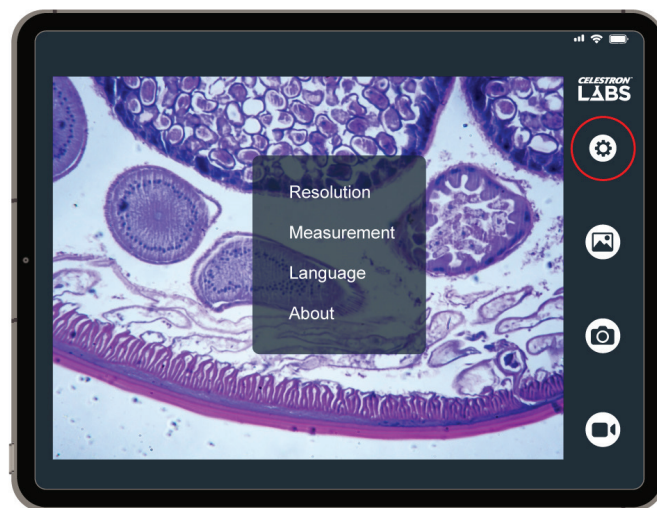 CELESTRON
LABS
Resolution
Measurement
Language
About